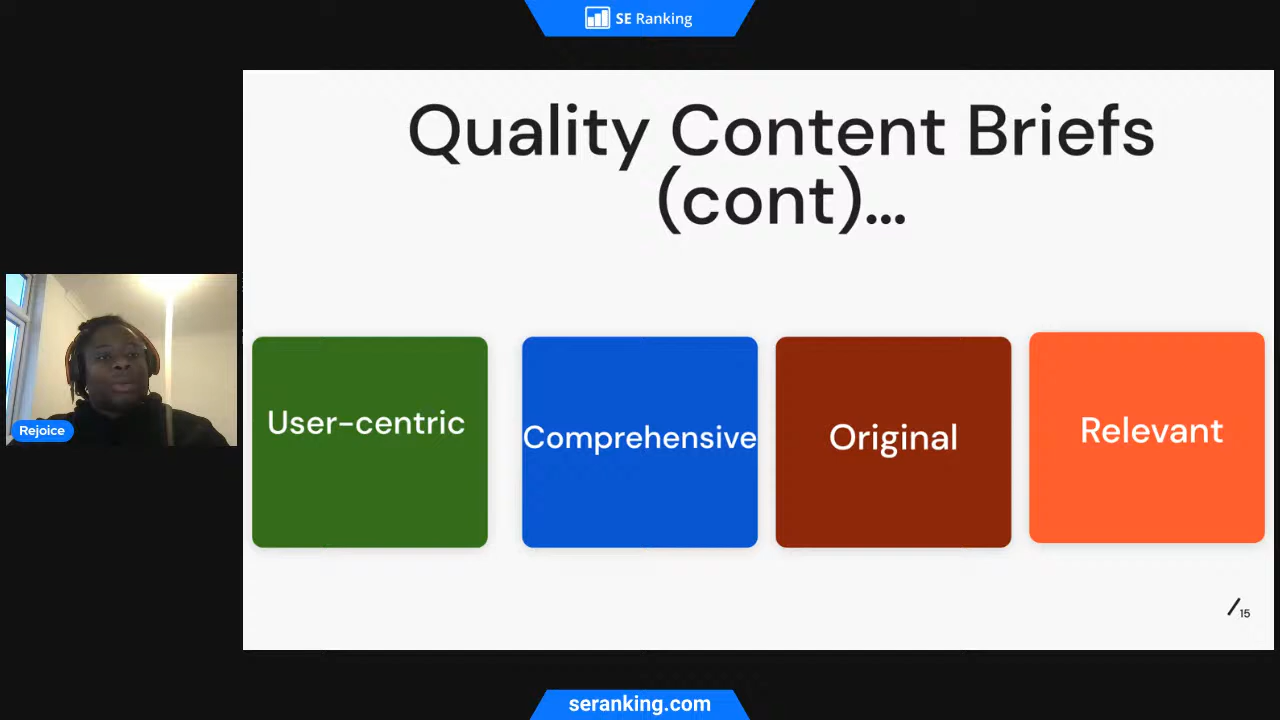 SE Ranking
Quality Content Briefs
(cont)...
User-centric
Comprehensive
Original
Relevant
Rejoice
/15
seranking.com